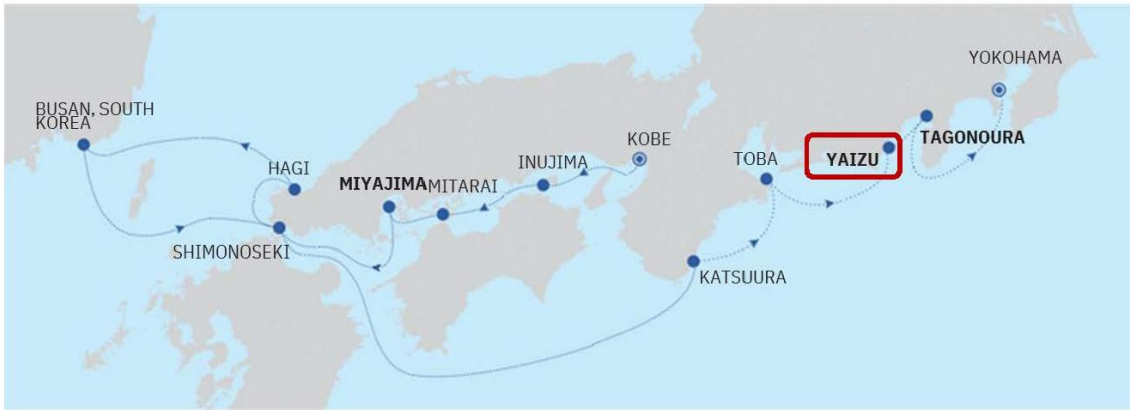 YOKOHAMA
BUSAN, SOUTH
KOREA
TAGONOURA
KOBE
YAIZU
TOBA
INUJIMA
HAGI
MIYAJIMA
MITARAI
SHIMONOSEKI
KATSUURA